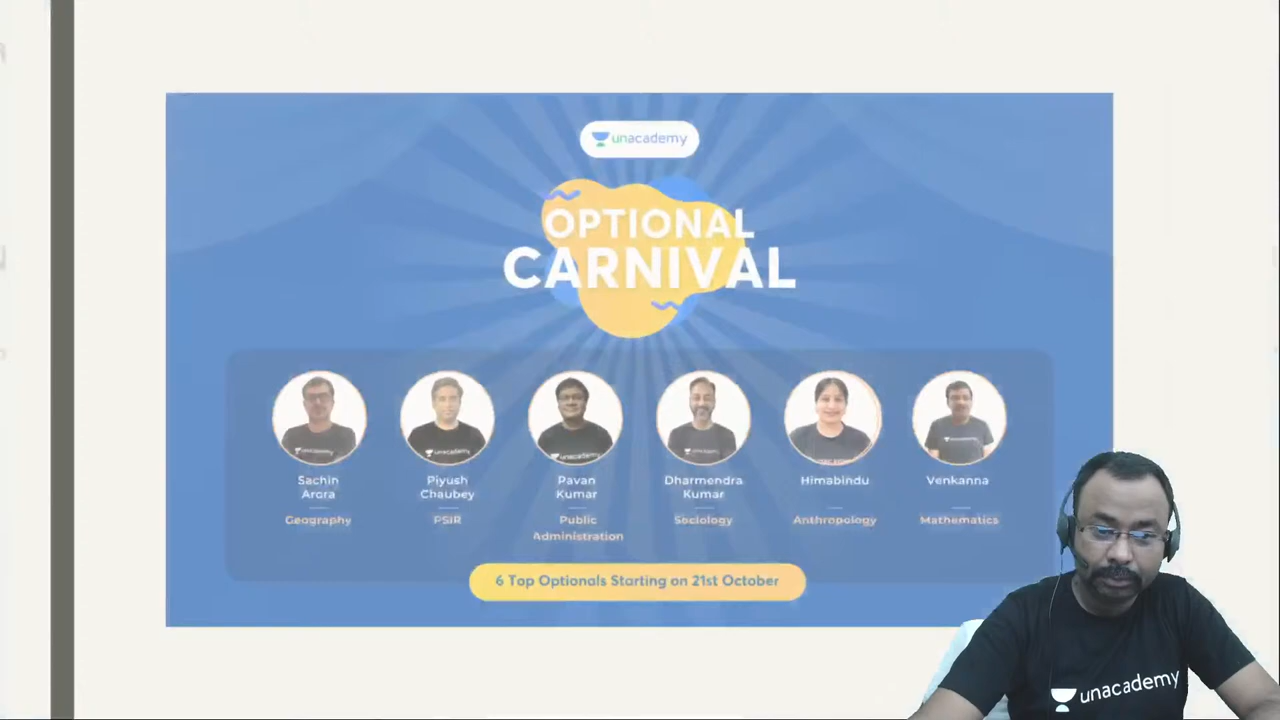 unacademy
OPTIONAL
CARNIVAL
Sachin
Arora
Geography
Piyush
Chaubey
PSIR
Pavan
Kumar
Public
Administration
Dharmendra
Kumar
Sociology
Himabindu
Anthropology
Venkanna
Mathematics
6 Top Optionals Starting on 21st October
unacademy